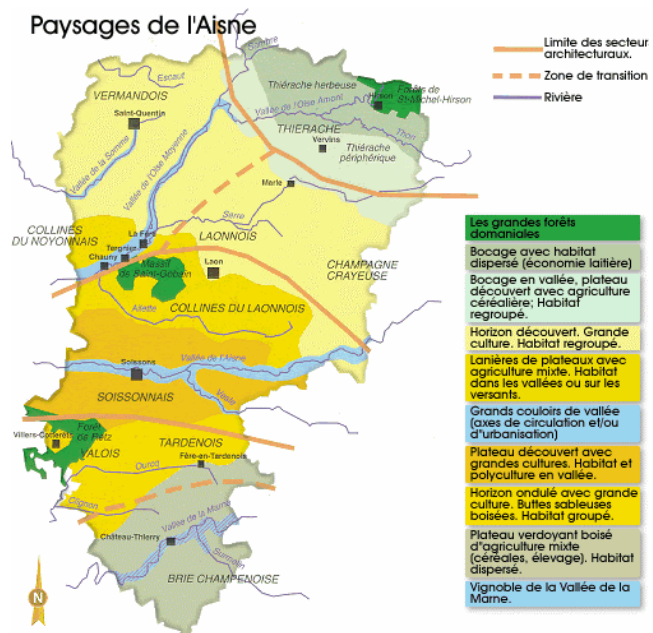 Paysages de l'Aisne
Limite des secteur
architecturaux.
Zone de transition
Rivière
Sambre
Escaut
VERMANDOIS
Saint-Quentin
Thiérache herbeuse
Forêts de
St-Michel-Hirson
Hirson
Vallée de l'Oise Amont
Thon
THIERACHE
Vervins
Thiérache
périphérique
Vallée de la Somme
Vallée de l'Oise Moyenne
Marle
Serre
COLLINES
DU NOYONNAIS
La Fère
Tergnier
Chauny
LAONNOIS
Laon
Massif
de Saint-Gobain
CHAMPAGNE
CRAYEUSE
Ailette
COLLINES DU LAONNOIS
Vallée de l'Aisne
Soissons
SOISSONNAIS
Vesle
Forêt
de Retz
Villers-Cotterêts
VALOIS
TARDENOIS
Ourcq
Fère-en-Tardenois
Clignon
Vallée de la Marne
Château-Thierry
Surmelin
BRIE CHAMPENOISE
N
Les grandes forêts
domaniales
Bocage avec habitat
dispersé (économie laitière)
Bocage en vallée, plateau
découvert avec agriculture
céréalière; Habitat
regroupé.
Horizon découvert. Grande
culture. Habitat regroupé.
Lanières de plateaux avec
agriculture mixte. Habitat
dans les vallées ou sur les
versants.
Grands couloirs de vallée
(axes de circulation et/ou
d"urbanisation)
Plateau découvert avec
grandes cultures. Habitat et
polyculture en vallée.
Horizon ondulé avec grande
culture. Buttes sableuses
boisées. Habitat groupé.
Plateau verdoyant boisé
d"agriculture mixte
(céréales, élevage). Habitat
dispersé.
Vignoble de la Vallée de la
Marne.